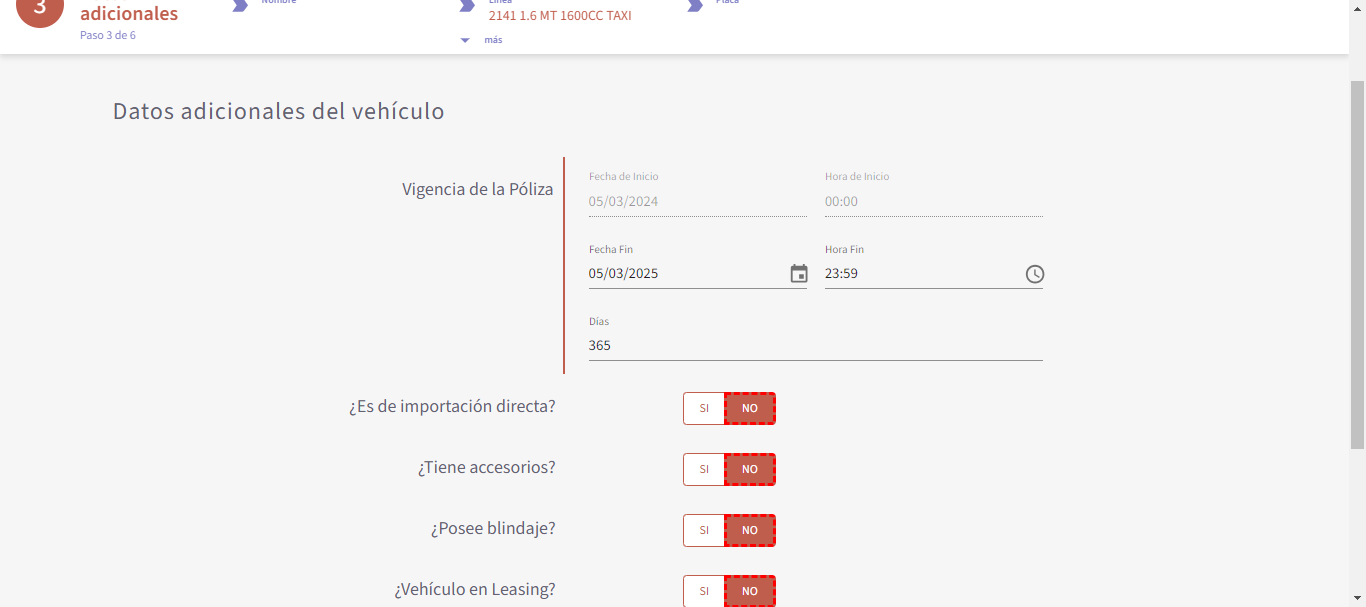 3
adicionales
Paso 3 de 6
Nombre
Línea
2141 1.6 MT 1600CC TAXI
más
Placa
Datos adicionales del vehículo
Vigencia de la Póliza
Fecha de Inicio
05/03/2024
Hora de Inicio
00:00
Fecha Fin
05/03/2025
Hora Fin
23:59
Días
365
¿Es de importación directa?
SI NO
¿Tiene accesorios?
SI NO
¿Posee blindaje?
SI NO
¿Vehículo en Leasing?
SI NO